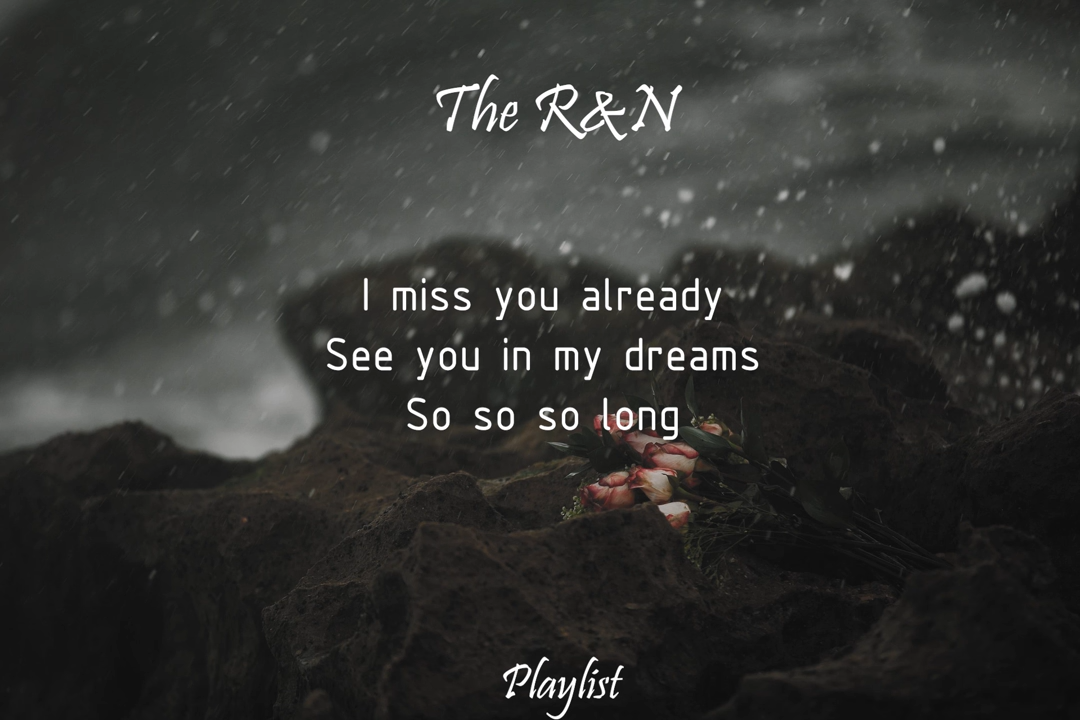 The R&N
I miss you already
See you in my dreams
So so so long
Playlist